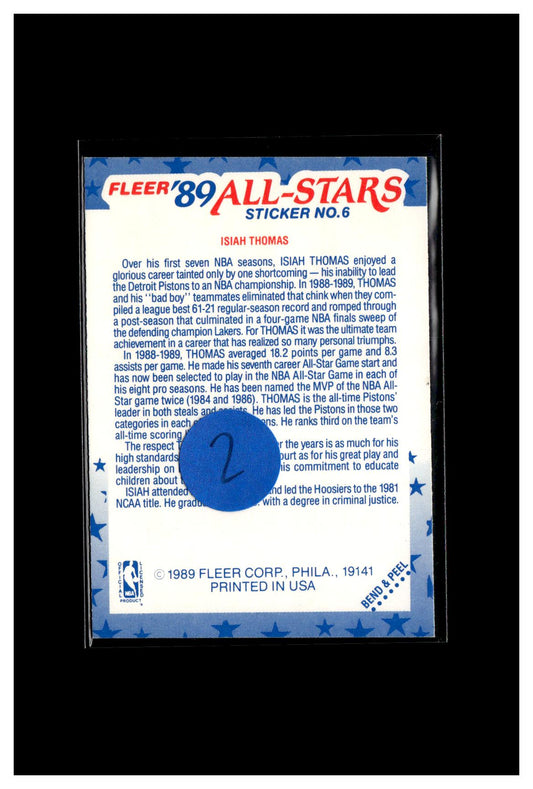 FLEER '89 ALL-STARS
STICKER NO.6
ISIAH THOMAS
Over his first seven NBA seasons, ISIAH THOMAS enjoyed a
glorious career tainted only by one shortcoming — his inability to lead
the Detroit Pistons to an NBA championship. In 1988-1989, THOMAS
and his "bad boy" teammates eliminated that chink when they com-
piled a league best 61-21 regular-season record and romped through
a post-season that culminated in a four-game NBA finals sweep of
the defending champion Lakers. For THOMAS it was the ultimate team
achievement in a career that has realized so many personal triumphs.
In 1988-1989, THOMAS averaged 18.2 points per game and 8.3
assists per game. He made his seventh career All-Star Game start and
has now been selected to play in the NBA All-Star Game in each of
his eight pro seasons. He has been named the MVP of the NBA All-
Star game twice (1984 and 1986). THOMAS is the all-time Pistons'
leader in both steals and assists. He has led the Pistons in those two
categories in each ons. He ranks third on the team's
all-time scoring
The respect r the years is as much for his
high standards ourt as for his great play and
leadership on his commitment to educate
children about
ISIAH attended and led the Hoosiers to the 1981
NCAA title. He with a degree in criminal justice.
2
OFFICIAL LICENSED
NBA
PRODUCT
© 1989 FLEER CORP., PHILA., 19141
PRINTED IN USA
BEND & PEEL